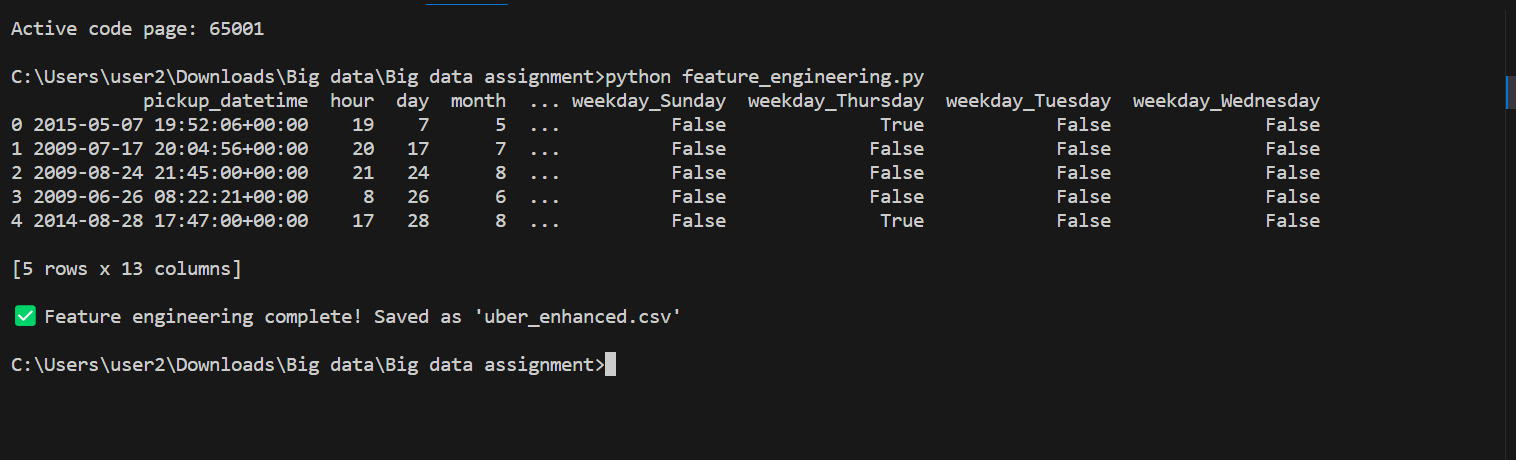 Active code page: 65001
C:\Users\user2\Downloads\Big data\Big data assignment>python feature_engineering.py
pickup_datetime hour day month ... weekday_Sunday weekday_Thursday weekday_Tuesday weekday_Wednesday
0 2015-05-07 19:52:06+00:00 19 7 5 ... False True False False
1 2009-07-17 20:04:56+00:00 20 17 7 ... False False False False
2 2009-08-24 21:45:00+00:00 21 24 8 ... False False False False
3 2009-06-26 08:22:21+00:00 8 26 6 ... False False False False
4 2014-08-28 17:47:00+00:00 17 28 8 ... False True False False
[5 rows x 13 columns]
✅ Feature engineering complete! Saved as 'uber_enhanced.csv'
C:\Users\user2\Downloads\Big data\Big data assignment>